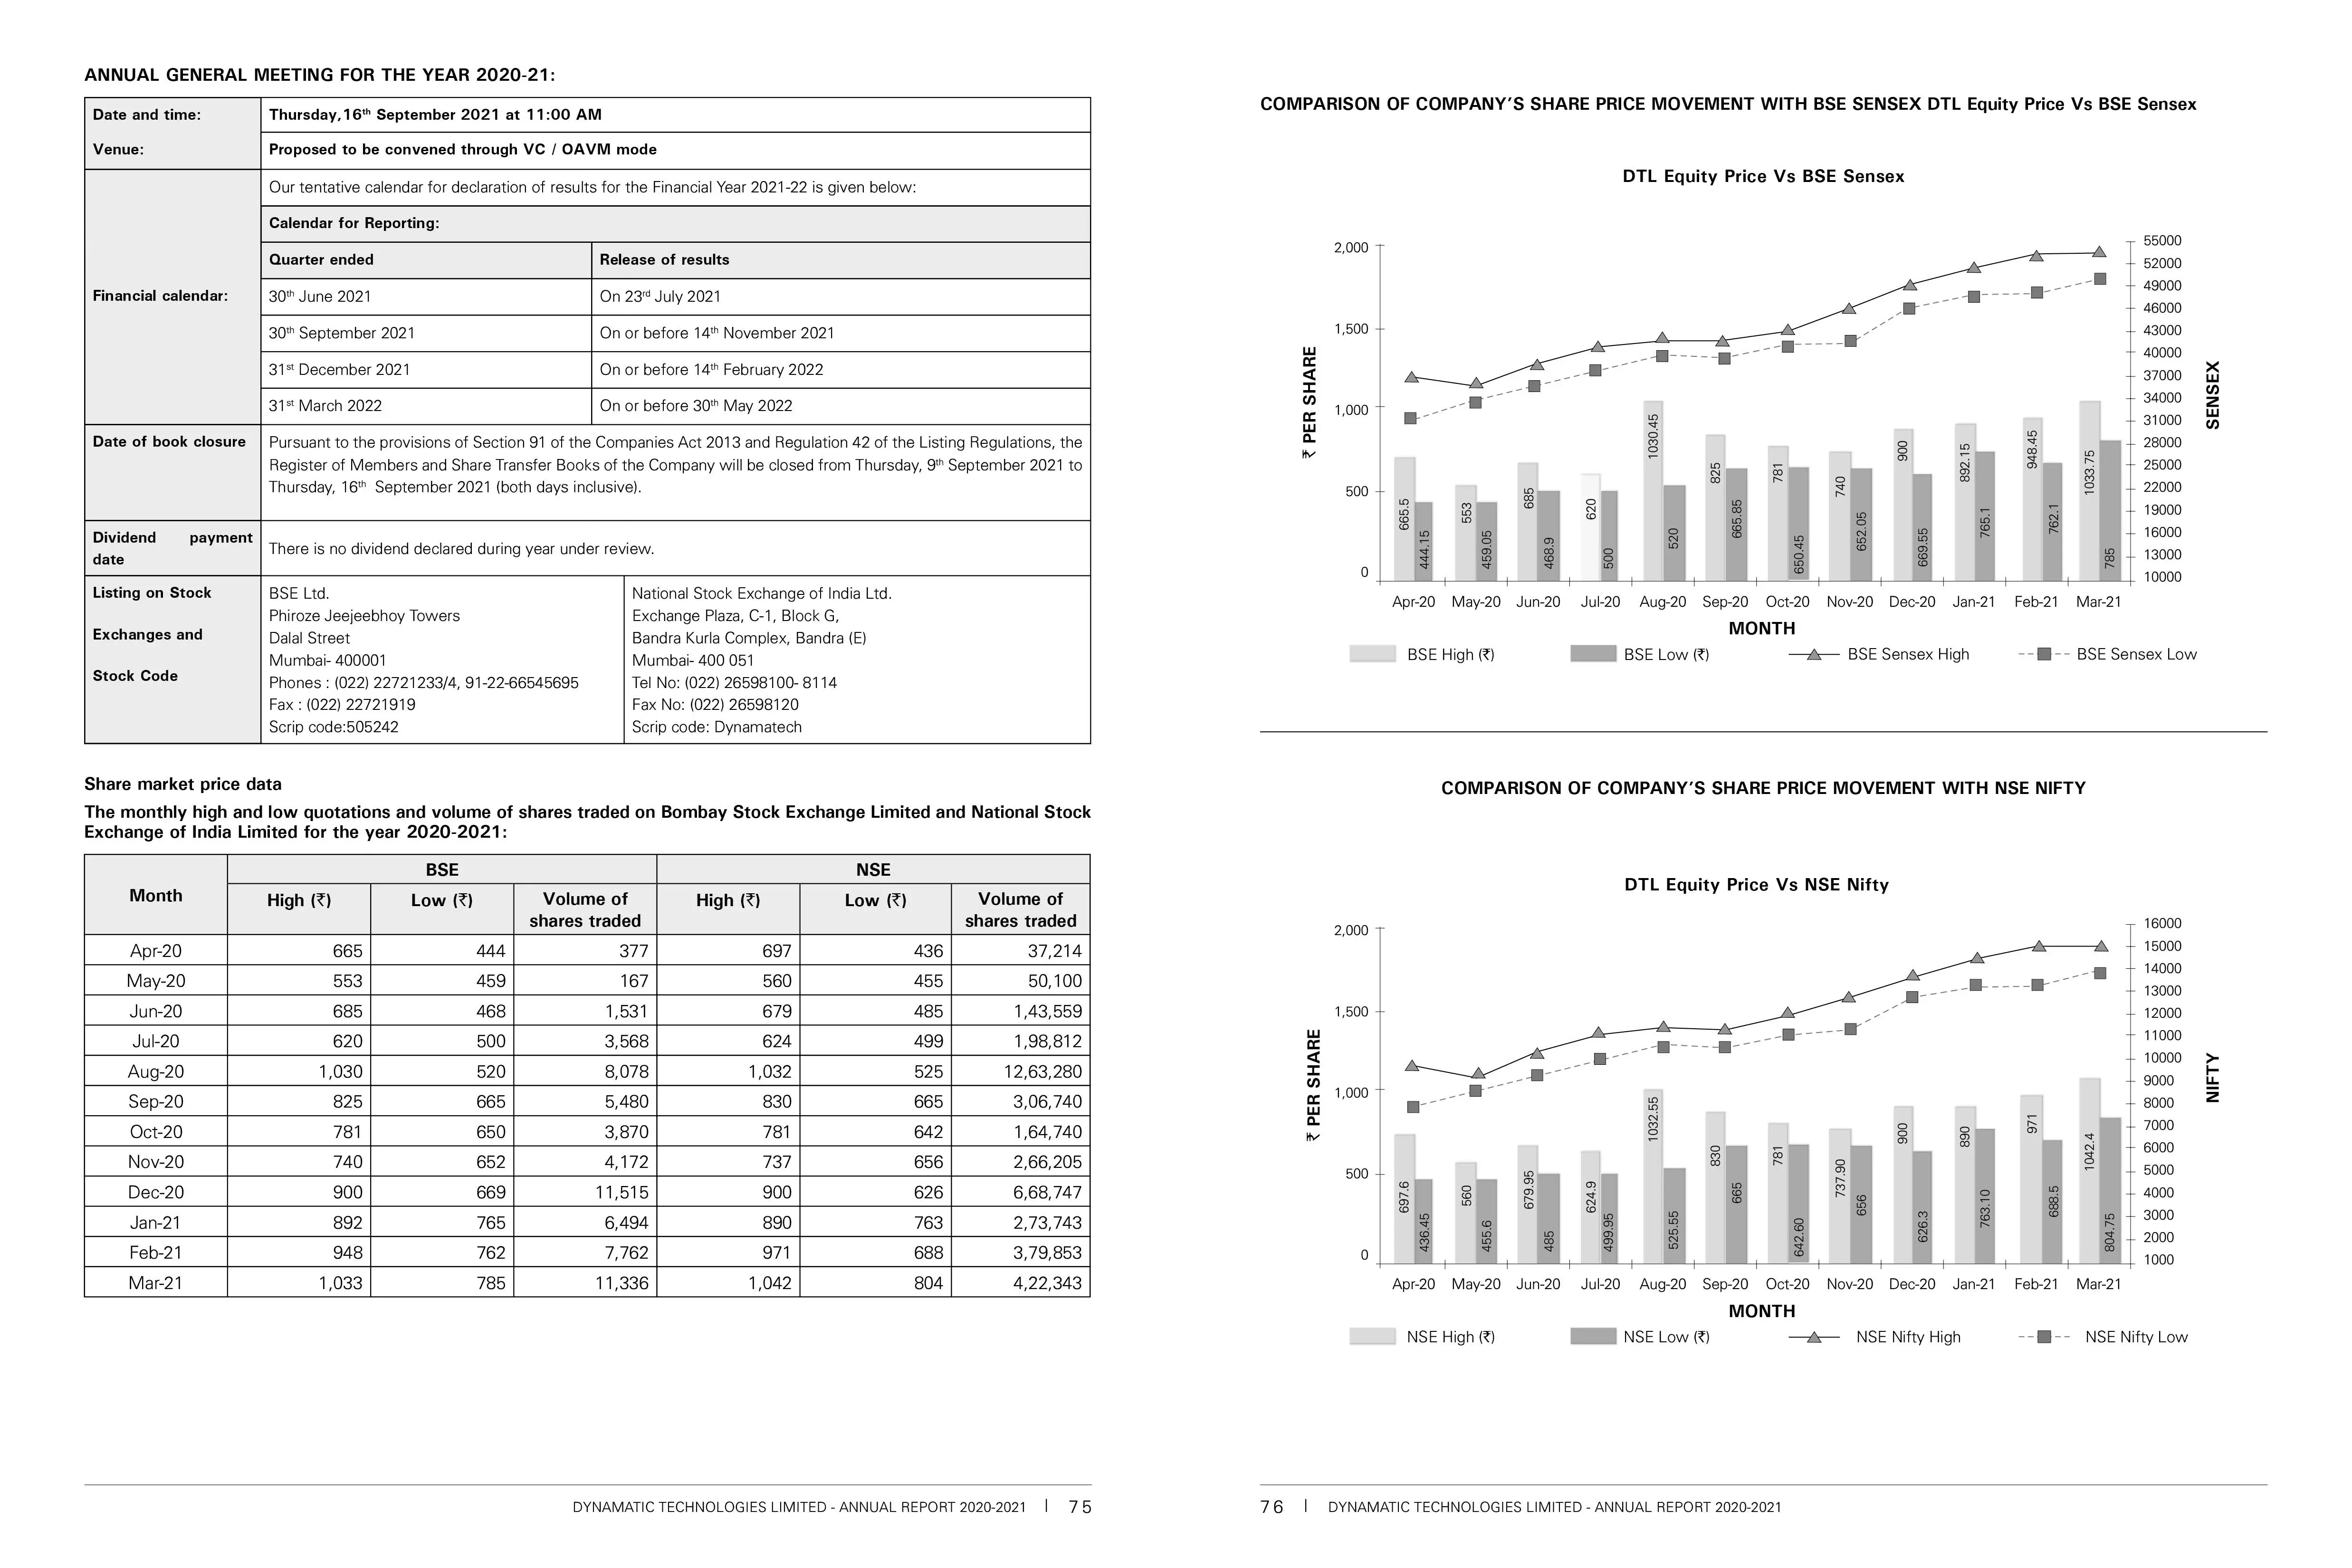 ANNUAL GENERAL MEETING FOR THE YEAR 2020-21:
Date and time: Thursday,16th September 2021 at 11:00 AM
Venue: Proposed to be convened through VC / OAVM mode
Financial calendar:
Our tentative calendar for declaration of results for the Financial Year 2021-22 is given below:
Calendar for Reporting:
Quarter ended Release of results
30th June 2021 On 23rd July 2021
30th September 2021 On or before 14th November 2021
31st December 2021 On or before 14th February 2022
31st March 2022 On or before 30th May 2022
Date of book closure Pursuant to the provisions of Section 91 of the Companies Act 2013 and Regulation 42 of the Listing Regulations, the
Register of Members and Share Transfer Books of the Company will be closed from Thursday, 9th September 2021 to
Thursday, 16th September 2021 (both days inclusive).
Dividend payment
date
There is no dividend declared during year under review.
Listing on Stock
Exchanges and
Stock Code
BSE Ltd.
Phiroze Jeejeebhoy Towers
Dalal Street
Mumbai- 400001
Phones : (022) 22721233/4, 91-22-66545695
Fax : (022) 22721919
Scrip code:505242
National Stock Exchange of India Ltd.
Exchange Plaza, C-1, Block G,
Bandra Kurla Complex, Bandra (E)
Mumbai- 400 051
Tel No: (022) 26598100- 8114
Fax No: (022) 26598120
Scrip code: Dynamatech
Share market price data
The monthly high and low quotations and volume of shares traded on Bombay Stock Exchange Limited and National Stock
Exchange of India Limited for the year 2020-2021:
Month BSE NSE
High (₹) Low (₹) Volume of shares traded High (₹) Low (₹) Volume of shares traded
Apr-20 665 444 377 697 436 37,214
May-20 553 459 167 560 455 50,100
Jun-20 685 468 1,531 679 485 1,43,559
Jul-20 620 500 3,568 624 499 1,98,812
Aug-20 1,030 520 8,078 1,032 525 12,63,280
Sep-20 825 665 5,480 830 665 3,06,740
Oct-20 781 650 3,870 781 642 1,64,740
Nov-20 740 652 4,172 737 656 2,66,205
Dec-20 900 669 11,515 900 626 6,68,747
Jan-21 892 765 6,494 890 763 2,73,743
Feb-21 948 762 7,762 971 688 3,79,853
Mar-21 1,033 785 11,336 1,042 804 4,22,343
DYNAMATIC TECHNOLOGIES LIMITED - ANNUAL REPORT 2020-2021 | 75
COMPARISON OF COMPANY'S SHARE PRICE MOVEMENT WITH BSE SENSEX DTL Equity Price Vs BSE Sensex
DTL Equity Price Vs BSE Sensex
₹ PER SHARE
2,000
1,500
1,000
500
0
665.5 444.15 553 459.05 685 468.9 620 500 1030.45 520 825 665.85 781 650.45 740 652.05 900 669.55 892.15 765.1 948.45 762.1 1033.75 785
55000
52000
49000
46000
43000
40000
37000
34000
31000
28000
25000
22000
19000
16000
13000
10000
SENSEX
Apr-20 May-20 Jun-20 Jul-20 Aug-20 Sep-20 Oct-20 Nov-20 Dec-20 Jan-21 Feb-21 Mar-21
MONTH
BSE High (₹) BSE Low (₹) BSE Sensex High BSE Sensex Low
COMPARISON OF COMPANY'S SHARE PRICE MOVEMENT WITH NSE NIFTY
DTL Equity Price Vs NSE Nifty
₹ PER SHARE
2,000
1,500
1,000
500
0
697.6 436.45 560 455.6 679.95 485 624.9 499.95 1032.55 525.55 830 665 781 642.60 737.90 656 900 626.3 890 763.10 971 688.5 1042.4 804.75
16000
15000
14000
13000
12000
11000
10000
9000
8000
7000
6000
5000
4000
3000
2000
1000
NIFTY
Apr-20 May-20 Jun-20 Jul-20 Aug-20 Sep-20 Oct-20 Nov-20 Dec-20 Jan-21 Feb-21 Mar-21
MONTH
NSE High (₹) NSE Low (₹) NSE Nifty High NSE Nifty Low
76 | DYNAMATIC TECHNOLOGIES LIMITED - ANNUAL REPORT 2020-2021